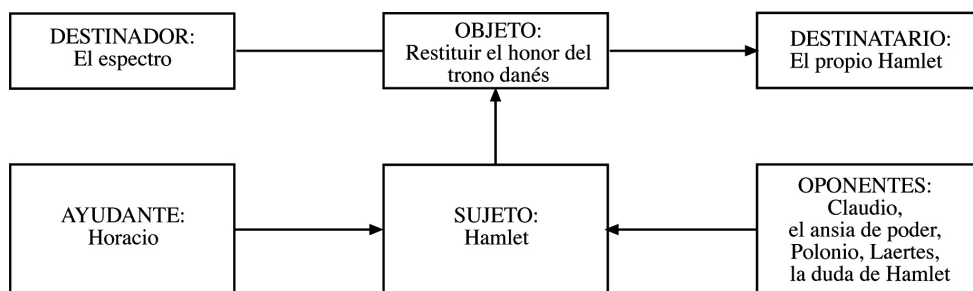 DESTINADOR:
El espectro
OBJETO:
Restituir el honor del
trono danés
DESTINATARIO:
El propio Hamlet
AYUDANTE:
Horacio
SUJETO:
Hamlet
OPONENTES:
Claudio,
el ansia de poder,
Polonio, Laertes,
la duda de Hamlet